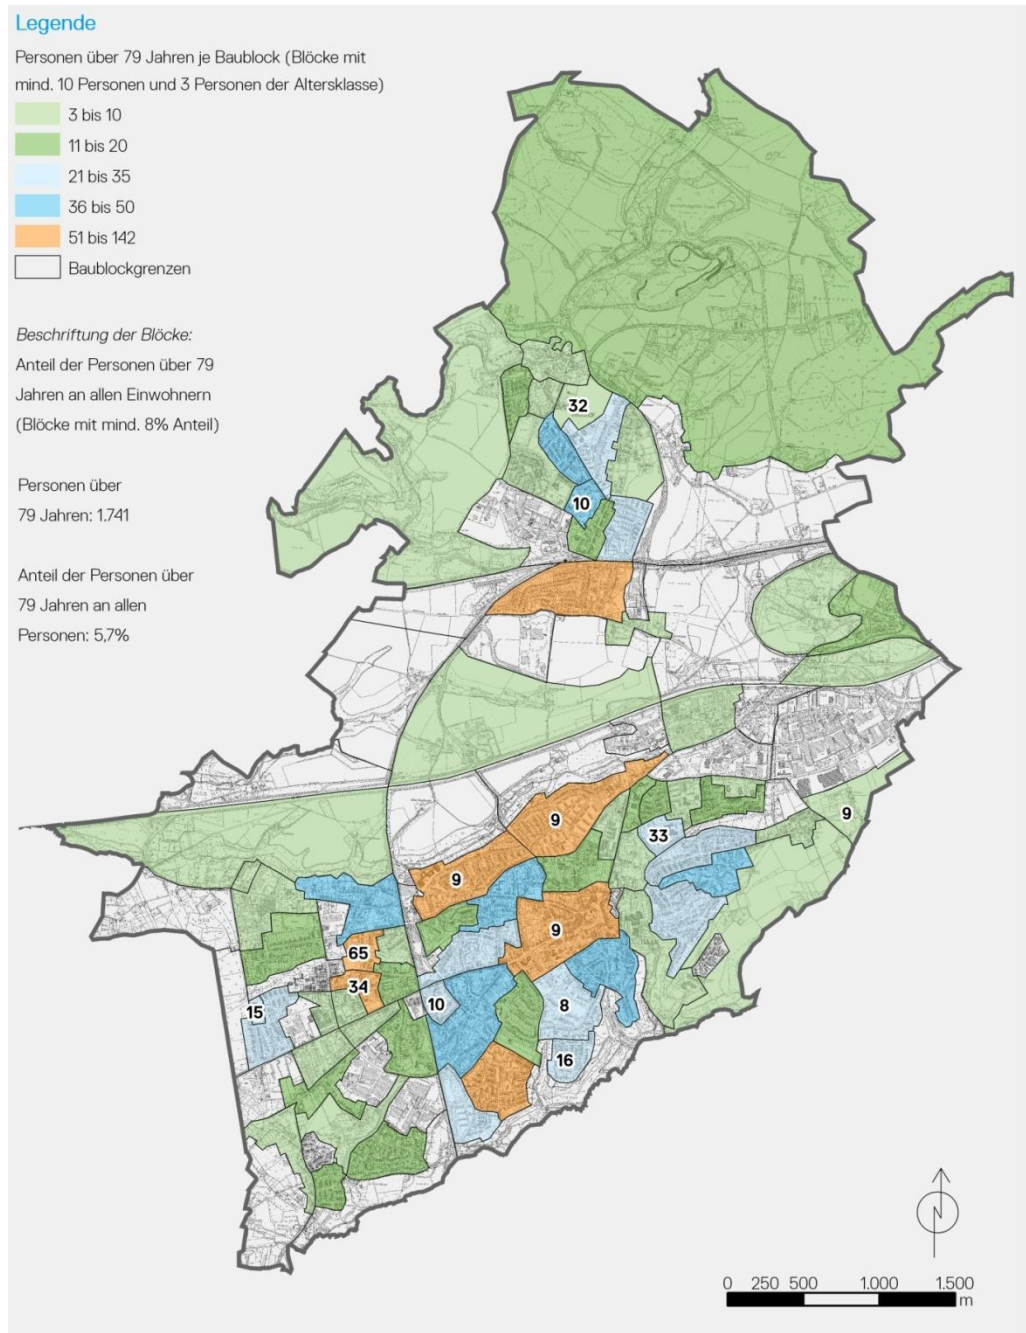 Legende
Personen über 79 Jahren je Baublock (Blöcke mit
mind. 10 Personen und 3 Personen der Altersklasse)
3 bis 10
11 bis 20
21 bis 35
36 bis 50
51 bis 142
Baublockgrenzen
Beschriftung der Blöcke:
Anteil der Personen über 79
Jahren an allen Einwohnern
(Blöcke mit mind. 8% Anteil)
Personen über
79 Jahren: 1.741
Anteil der Personen über
79 Jahren an allen
Personen: 5,7%
32
10
9
9
33
9
9
65
34
15
10
8
16
N
0 250 500 1.000 1.500
m